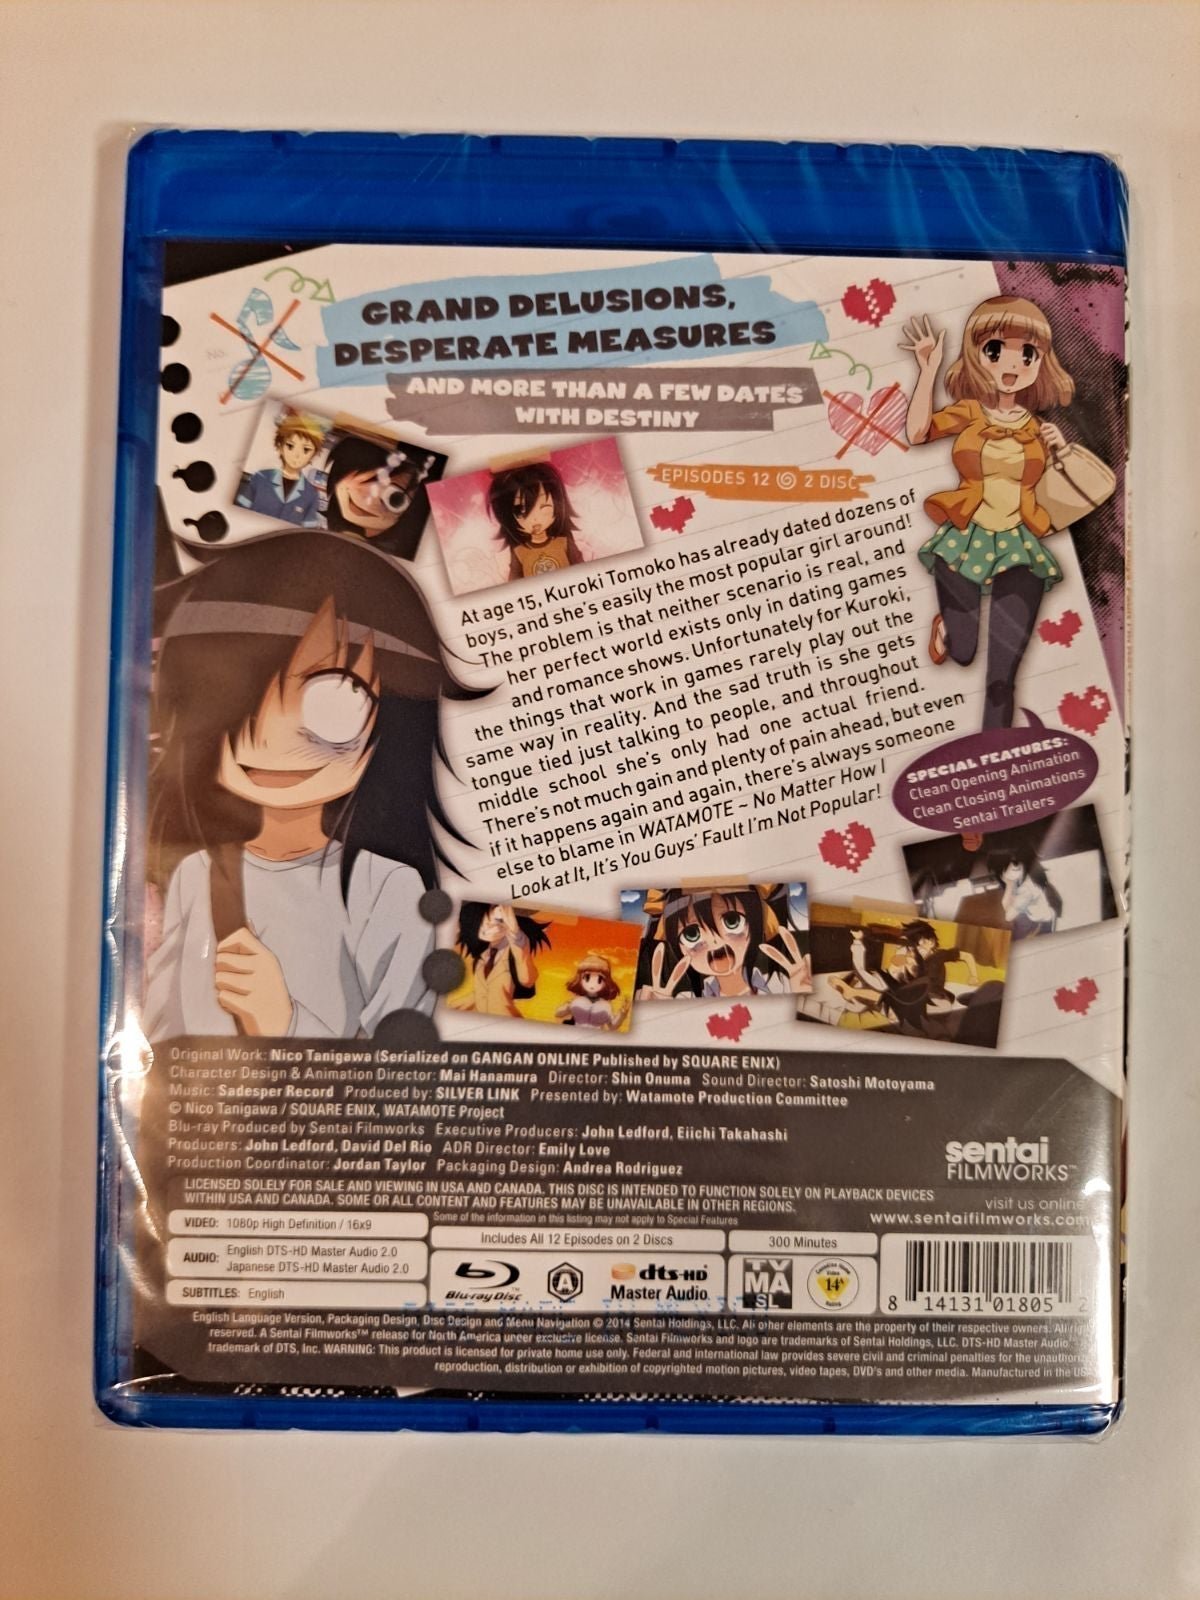 No.
GRAND DELUSIONS,
DESPERATE MEASURES
AND MORE THAN A FEW DATES
WITH DESTINY
EPISODES 12 2 DISC
At age 15, Kuroki Tomoko has already dated dozens of
boys, and she's easily the most popular girl around!
The problem is that neither scenario is real, and
her perfect world exists only in dating games
and romance shows. Unfortunately for Kuroki,
the things that work in games rarely play out the
same way in reality. And the sad truth is she gets
tongue tied just talking to people, and throughout
middle school she's only had one actual friend.
There's not much gain and plenty of pain ahead, but even
if it happens again and again, there's always someone
else to blame in WATAMOTE ~ No Matter How I
Look at It, It's You Guys' Fault I'm Not Popular!
SPECIAL FEATURES:
Clean Opening Animation
Clean Closing Animations
Sentai Trailers
Original Work: Nico Tanigawa (Serialized on GANGAN ONLINE Published by SQUARE ENIX)
Character Design & Animation Director: Mai Hanamura Director: Shin Onuma Sound Director: Satoshi Motoyama
Music: Sadesper Record Produced by: SILVER LINK Presented by: Watamote Production Committee
© Nico Tanigawa / SQUARE ENIX, WATAMOTE Project
Blu-ray Produced by Sentai Filmworks Executive Producers: John Ledford, Eiichi Takahashi
Producers: John Ledford, David Del Rio ADR Director: Emily Love
Production Coordinator: Jordan Taylor Packaging Design: Andrea Rodriguez
sentai
FILMWORKS™
LICENSED SOLELY FOR SALE AND VIEWING IN USA AND CANADA. THIS DISC IS INTENDED TO FUNCTION SOLELY ON PLAYBACK DEVICES
WITHIN USA AND CANADA. SOME OR ALL CONTENT AND FEATURES MAY BE UNAVAILABLE IN OTHER REGIONS.
visit us online
www.sentaifilmworks.com
Some of the information in this listing may not apply to Special Features
VIDEO: 1080p High Definition / 16x9
Includes All 12 Episodes on 2 Discs
300 Minutes
AUDIO: English DTS-HD Master Audio 2.0
Japanese DTS-HD Master Audio 2.0
SUBTITLES: English
Blu-ray Disc™
A
dts-HD
Master Audio
TV
MA
SL
Canadian Home
Video
14A
8 14131 01805 2
English Language Version, Packaging Design, Disc Design and Menu Navigation © 2014 Sentai Holdings, LLC. All other elements are the property of their respective owners. All
reserved. A Sentai Filmworks™ release for North America under exclusive license. Sentai Filmworks and logo are trademarks of Sentai Holdings, LLC. DTS-HD Master Audio
trademark of DTS, Inc. WARNING: This product is licensed for private home use only. Federal and international law provides severe civil and criminal penalties for the
reproduction, distribution or exhibition of copyrighted motion pictures, video tapes, DVD's and other media. Manufactured in the